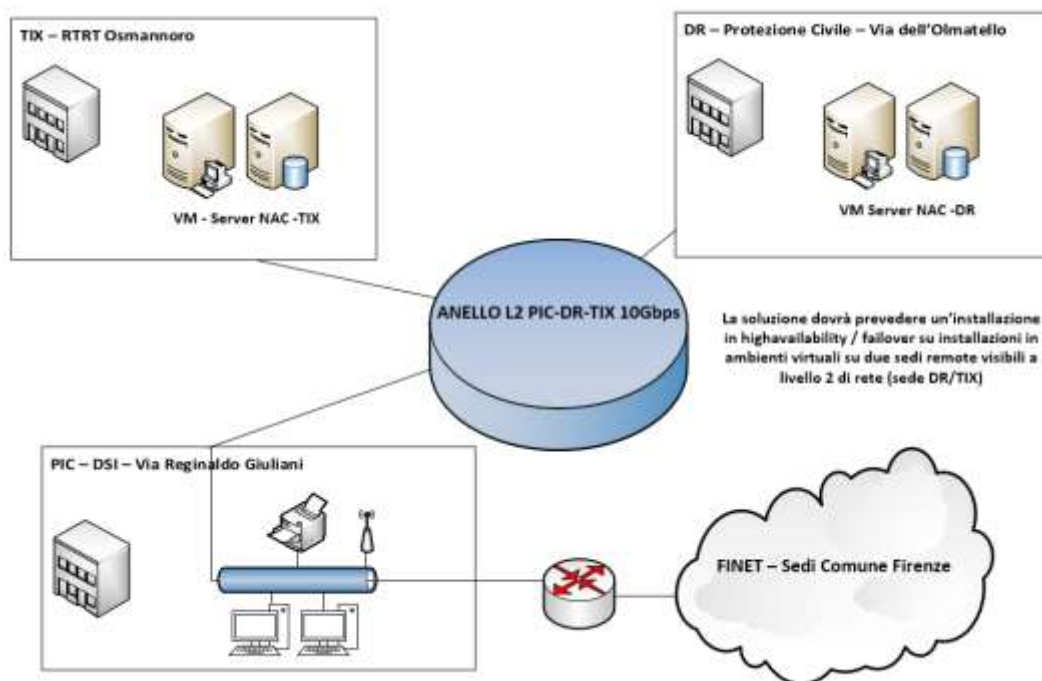 TIX – RTRT Osmannoro
VM - Server NAC -TIX
DR – Protezione Civile – Via dell'Olmatello
VM Server NAC -DR
ANELLO L2 PIC-DR-TIX 10Gbps
La soluzione dovrà prevedere un'installazione
in highavailability / failover su installazioni in
ambienti virtuali su due sedi remote visibili a
livello 2 di rete (sede DR/TIX)
PIC – DSI – Via Reginaldo Giuliani
FINET – Sedi Comune Firenze